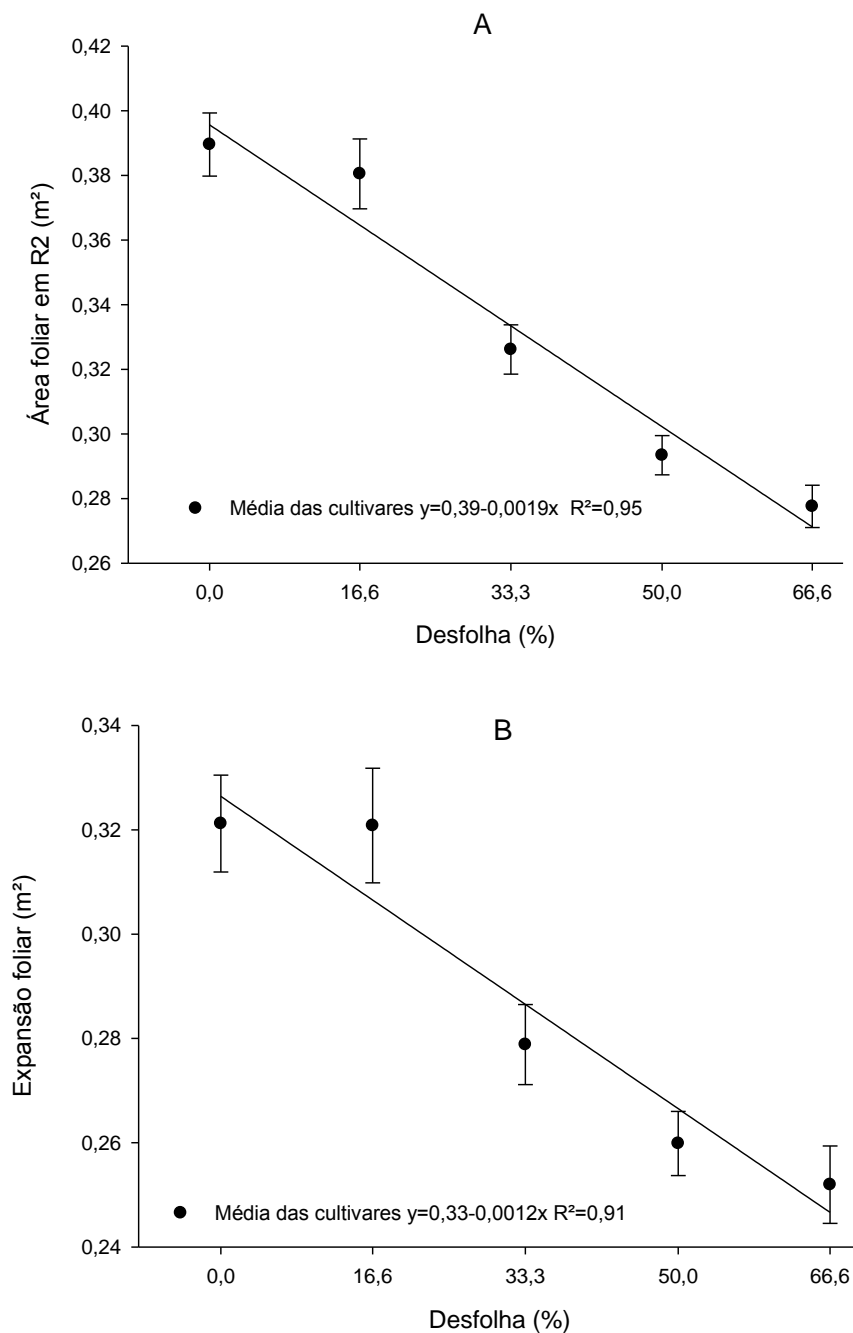 A
0,42
0,40
0,38
0,36
0,34
0,32
0,30
0,28
0,26
Área foliar em R2 (m²)
Média das cultivares y=0,39-0,0019x R²=0,95
0,0 16,6 33,3 50,0 66,6
Desfolha (%)
B
0,34
0,32
0,30
0,28
0,26
0,24
Expansão foliar (m²)
Média das cultivares y=0,33-0,0012x R²=0,91
0,0 16,6 33,3 50,0 66,6
Desfolha (%)